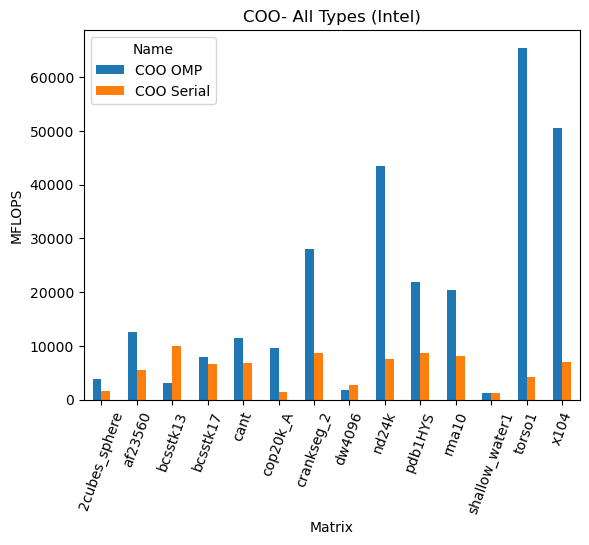 COO- All Types (Intel)
Name
COO OMP
COO Serial
MFLOPS
60000
50000
40000
30000
20000
10000
0
2cubes_sphere
af23560
bcsstk13
bcsstk17
cant
cop20k_A
crankseg_2
dw4096
nd24k
pdb1HYS
rma10
shallow_water1
torso1
x104
Matrix